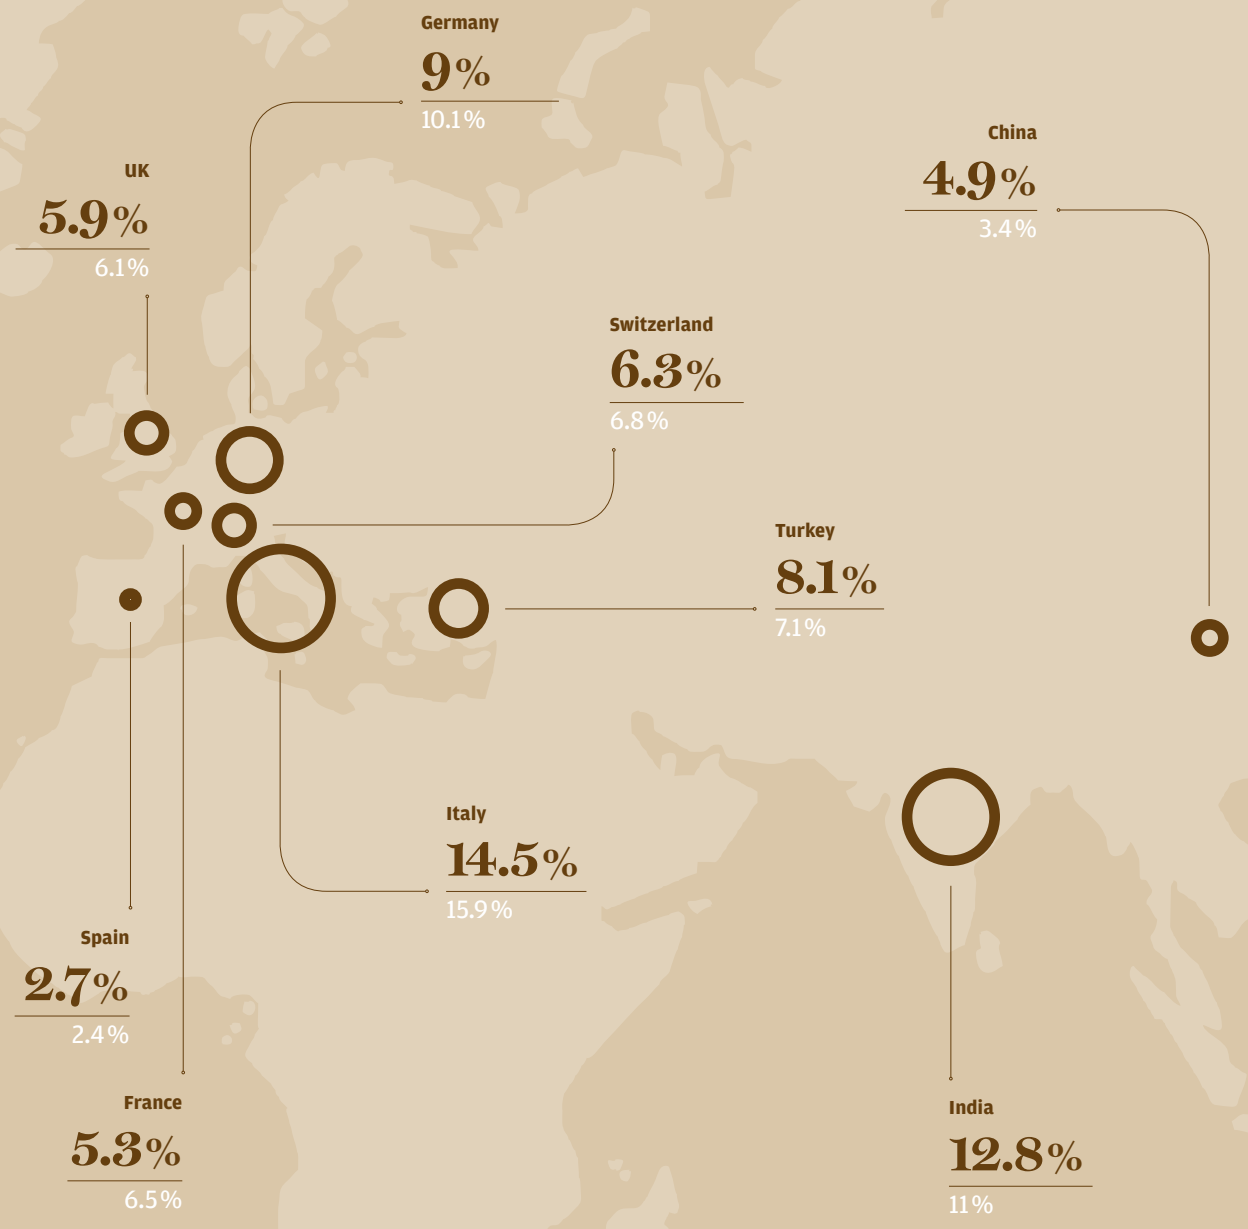 Germany
9%
10.1%
China
4.9%
3.4%
UK
5.9%
6.1%
Switzerland
6.3%
6.8%
Turkey
8.1%
7.1%
Italy
14.5%
15.9%
Spain
2.7%
2.4%
France
5.3%
6.5%
India
12.8%
11%